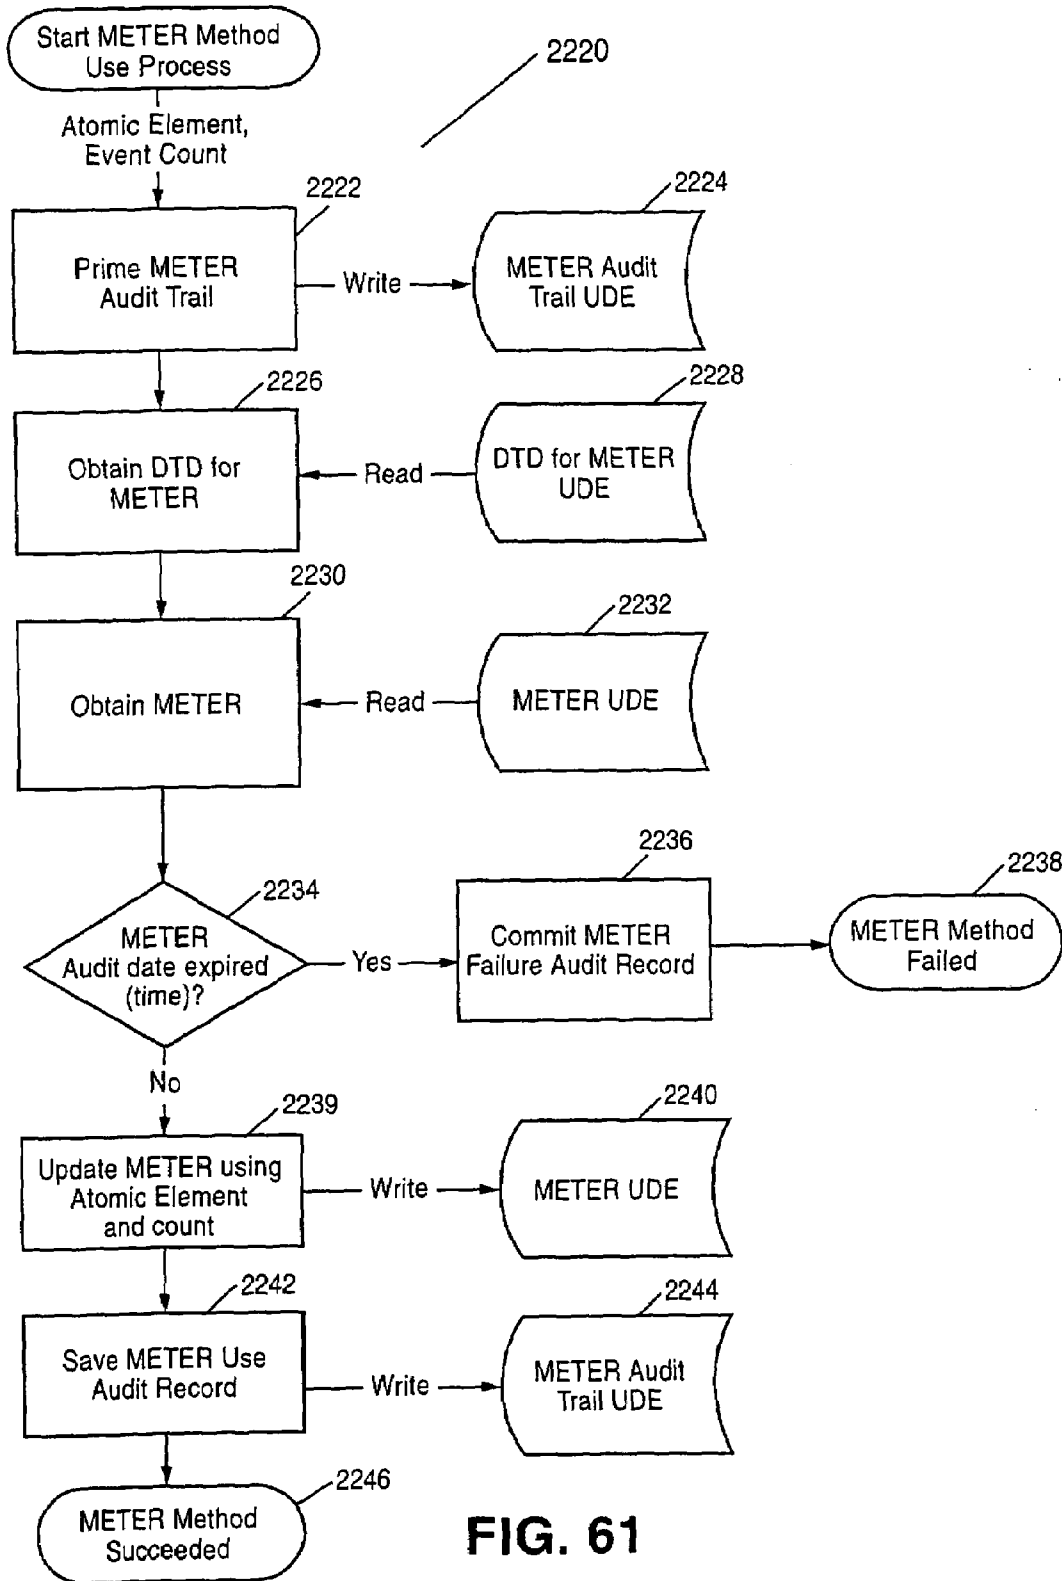 Start METER Method
Use Process
2220
Atomic Element,
Event Count
2222
2224
Prime METER
Audit Trail
Write
METER Audit
Trail UDE
2226
2228
Obtain DTD for
METER
Read
DTD for METER
UDE
2230
2232
Obtain METER
Read
METER UDE
2234
2236
2238
METER
Audit date expired
(time)?
Yes
Commit METER
Failure Audit Record
METER Method
Failed
No
2239
2240
Update METER using
Atomic Element
and count
Write
METER UDE
2242
2244
Save METER Use
Audit Record
Write
METER Audit
Trail UDE
2246
METER Method
Succeeded
FIG. 61